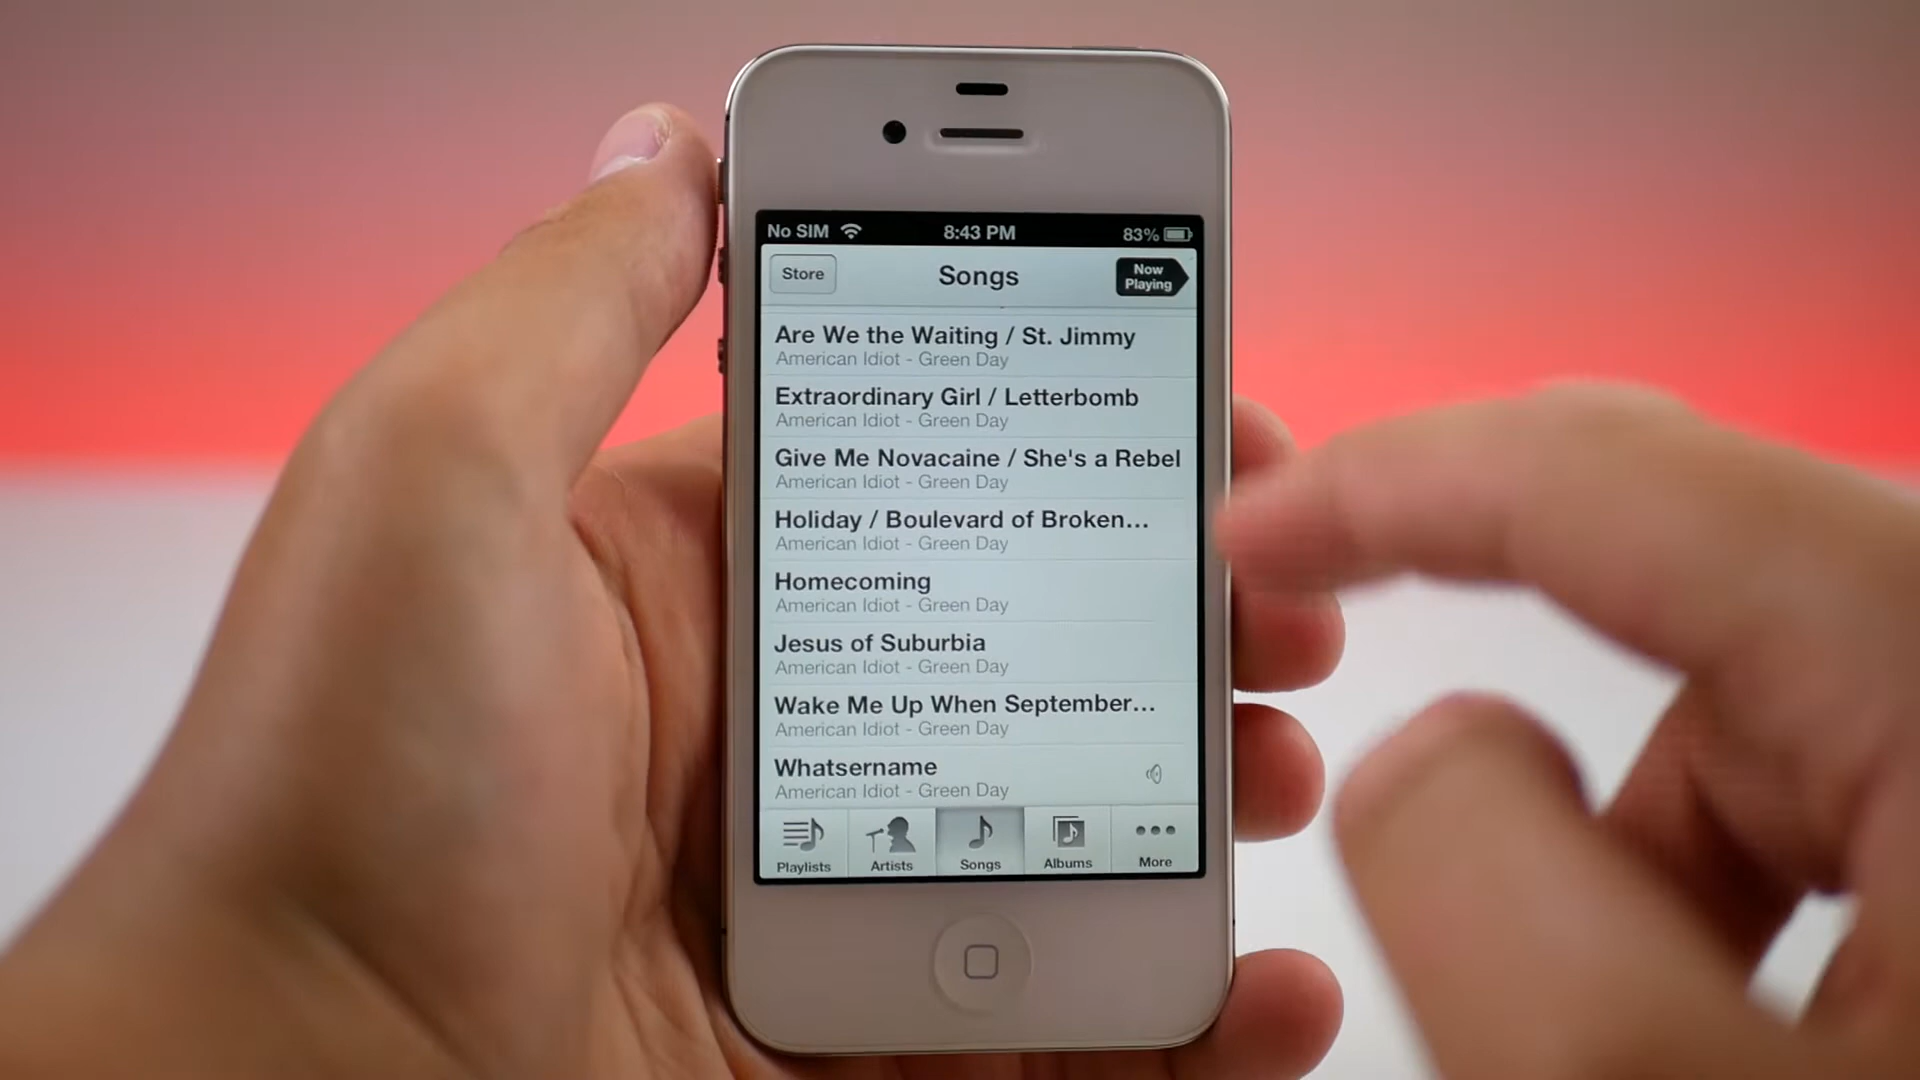 No SIM 8:43 PM 83%
Store Songs Now Playing
Are We the Waiting / St. Jimmy
American Idiot - Green Day
Extraordinary Girl / Letterbomb
American Idiot - Green Day
Give Me Novacaine / She's a Rebel
American Idiot - Green Day
Holiday / Boulevard of Broken...
American Idiot - Green Day
Homecoming
American Idiot - Green Day
Jesus of Suburbia
American Idiot - Green Day
Wake Me Up When September...
American Idiot - Green Day
Whatsername
American Idiot - Green Day
Playlists Artists Songs Albums More